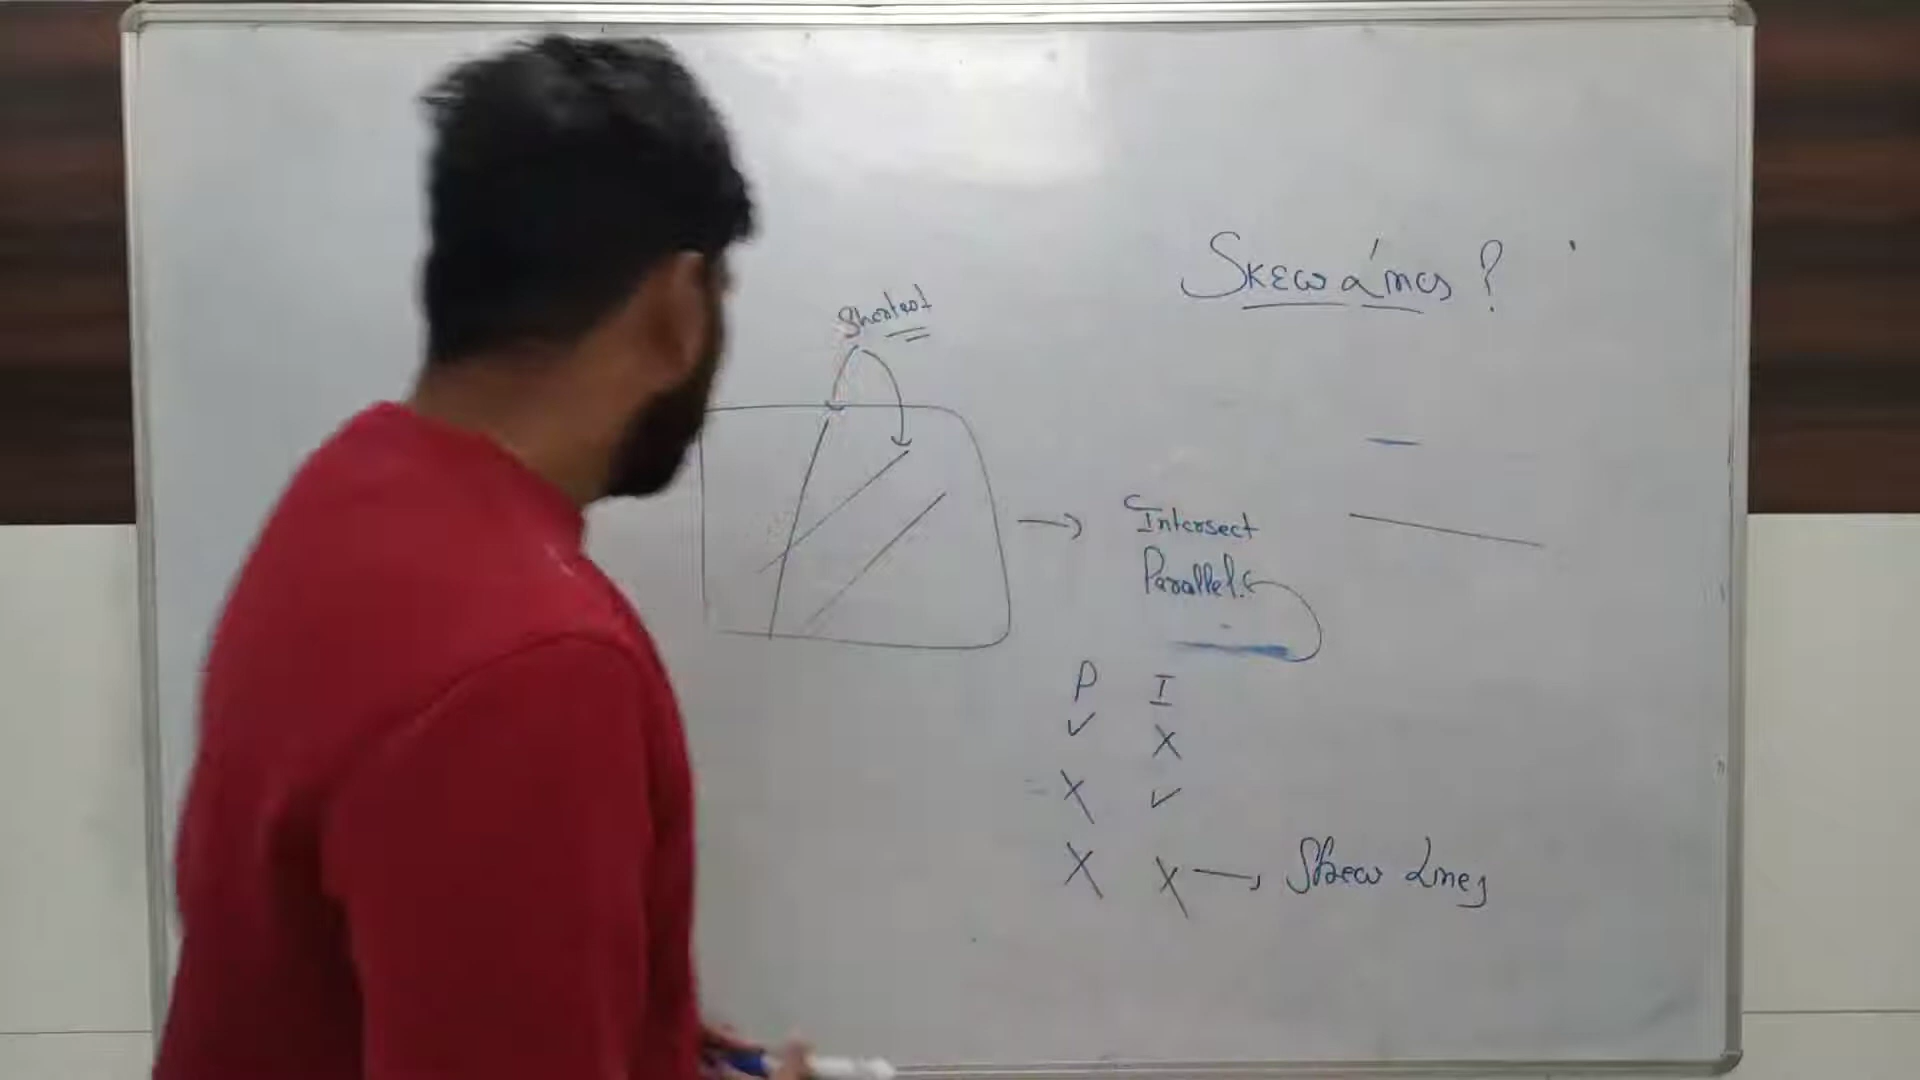 Skew Lines ?
Shortest
Intersect
Parallel.
P I
✓ X
X ✓
X X → Skew Lines